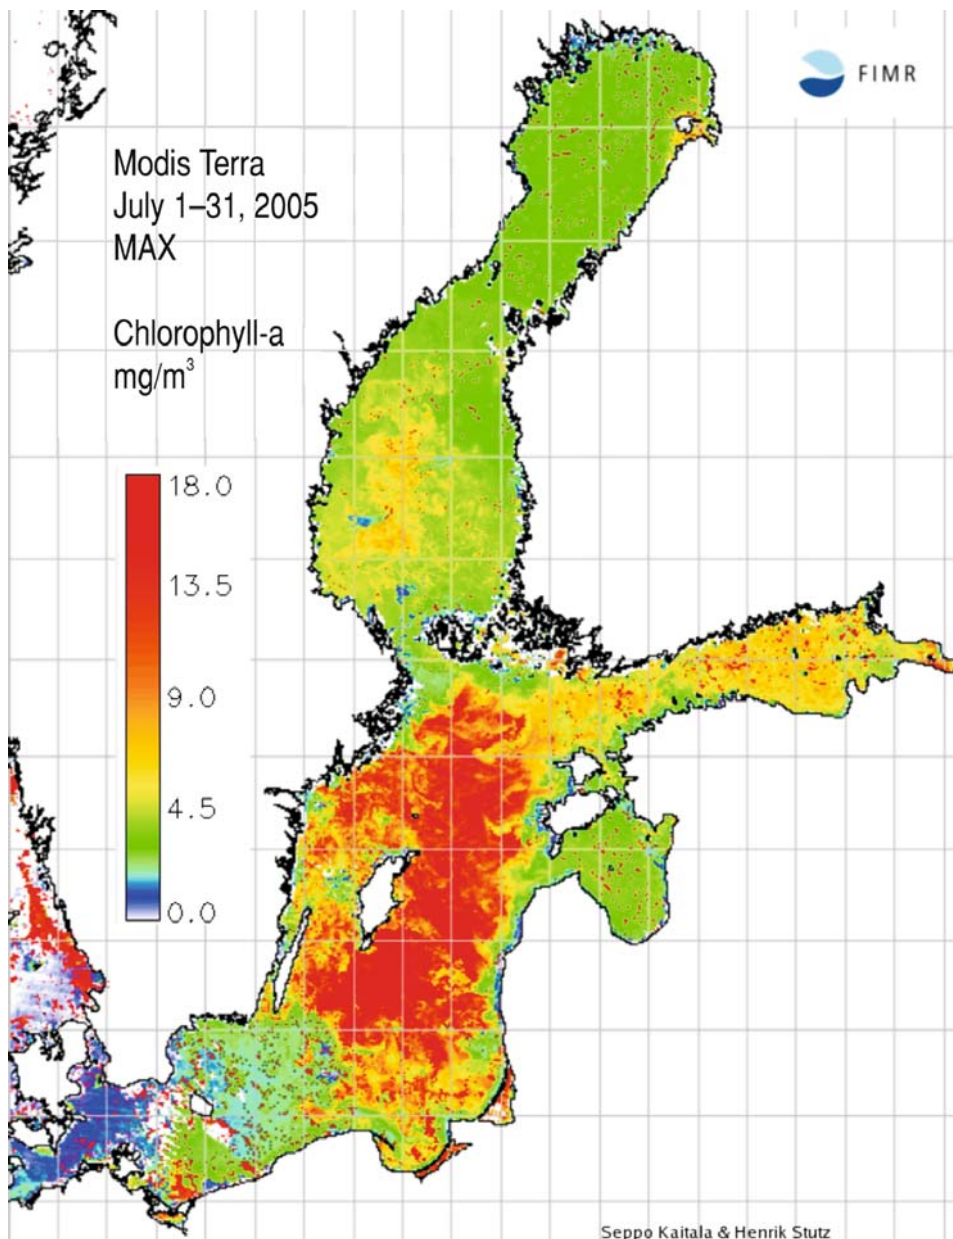 FIMR
Modis Terra
July 1–31, 2005
MAX
Chlorophyll-a
mg/m³
18.0
13.5
9.0
4.5
0.0
Seppo Kaitala & Henrik Stutz